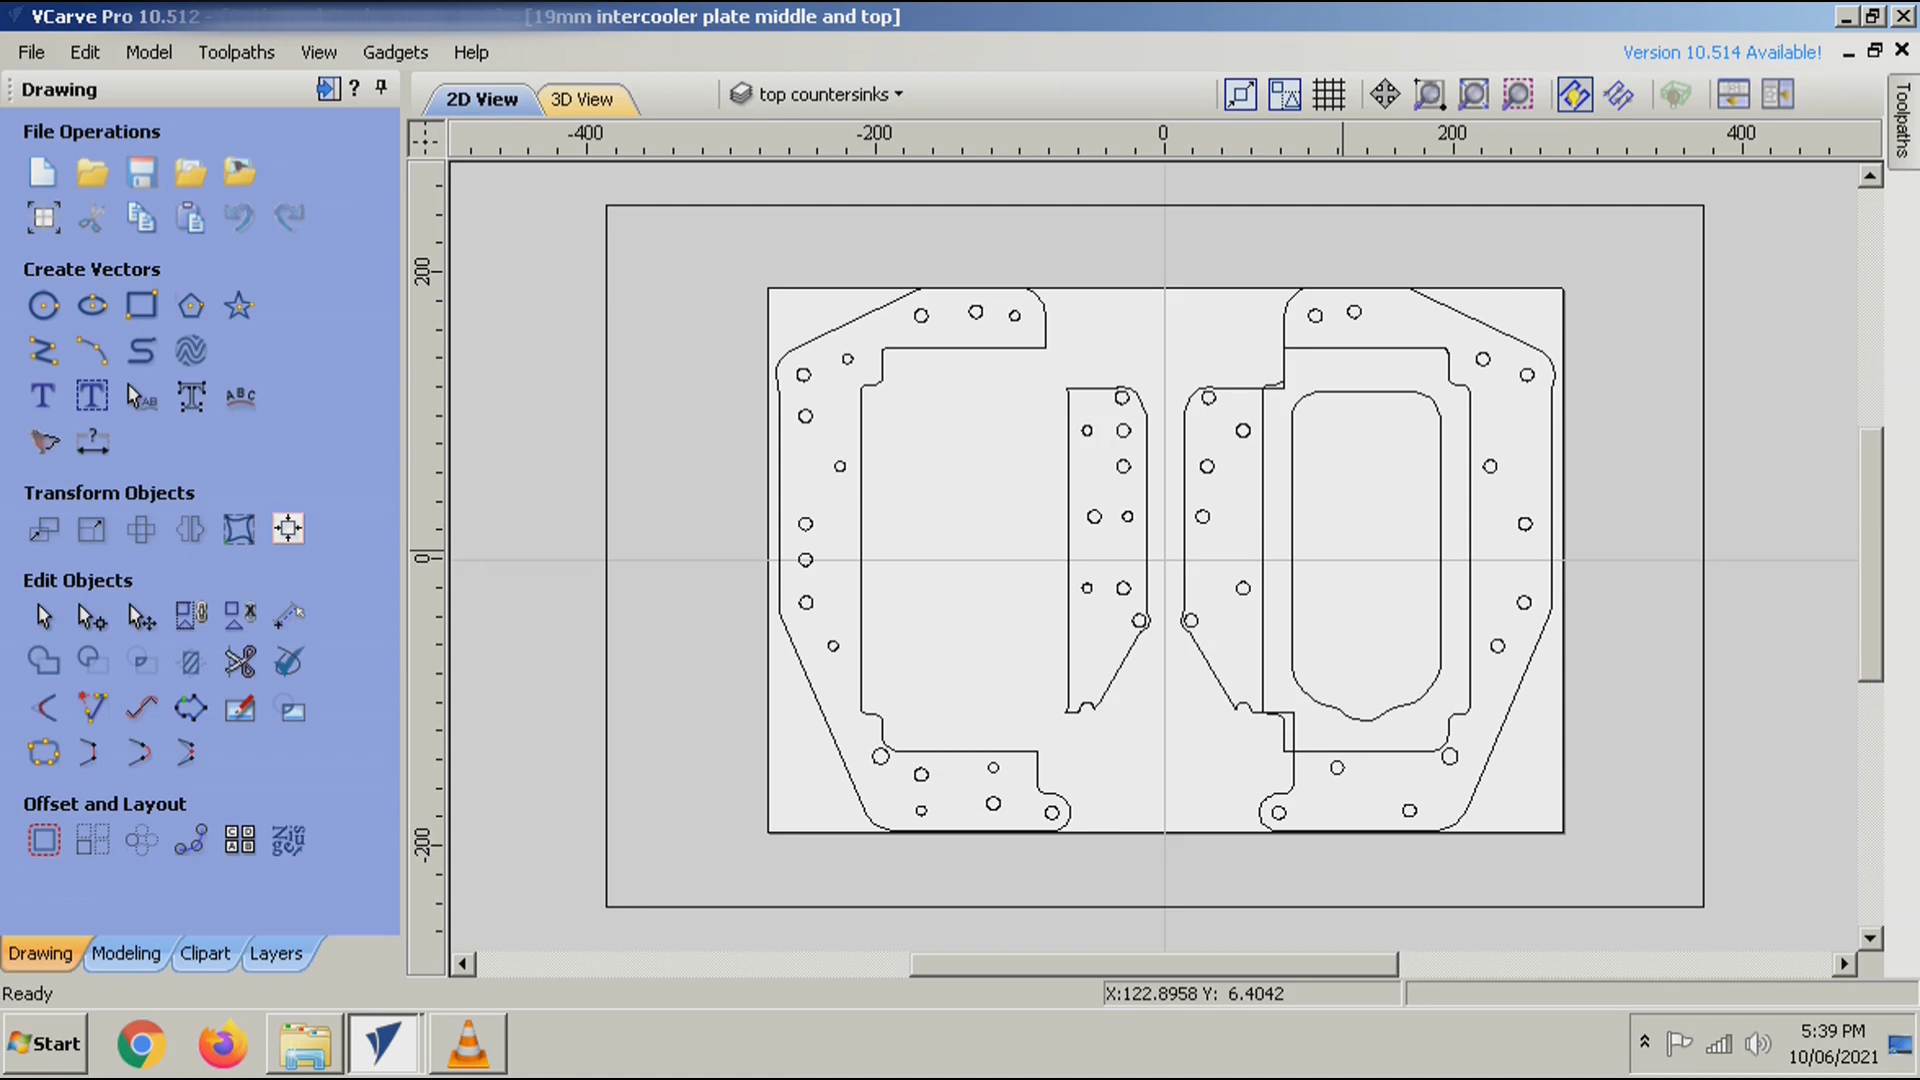 VCarve Pro 10.512 - [19mm intercooler plate middle and top]
File Edit Model Toolpaths View Gadgets Help
Version 10.514 Available!
Drawing
?
2D View
3D View
top countersinks
Toolpaths
File Operations
Create Vectors
Transform Objects
Edit Objects
Offset and Layout
-400 -200 0 200 400
200
0
-200
Drawing Modeling Clipart Layers
Ready
X:122.8958 Y: 6.4042
Start
5:39 PM
10/06/2021